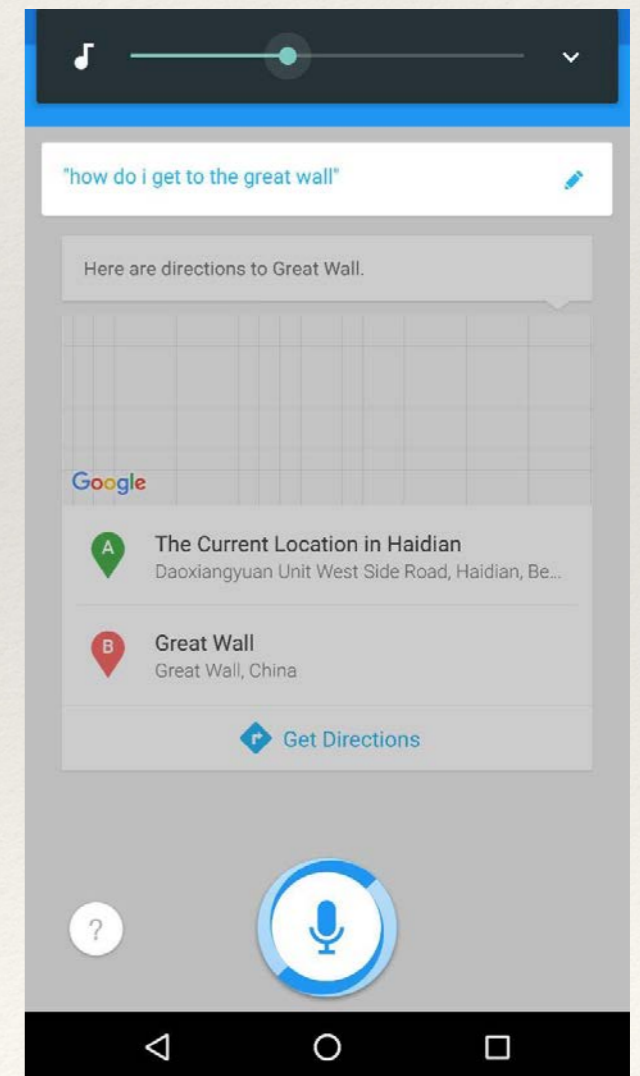 "how do i get to the great wall"
Here are directions to Great Wall.
Google
A
The Current Location in Haidian
Daoxiangyuan Unit West Side Road, Haidian, Be...
B
Great Wall
Great Wall, China
Get Directions
?